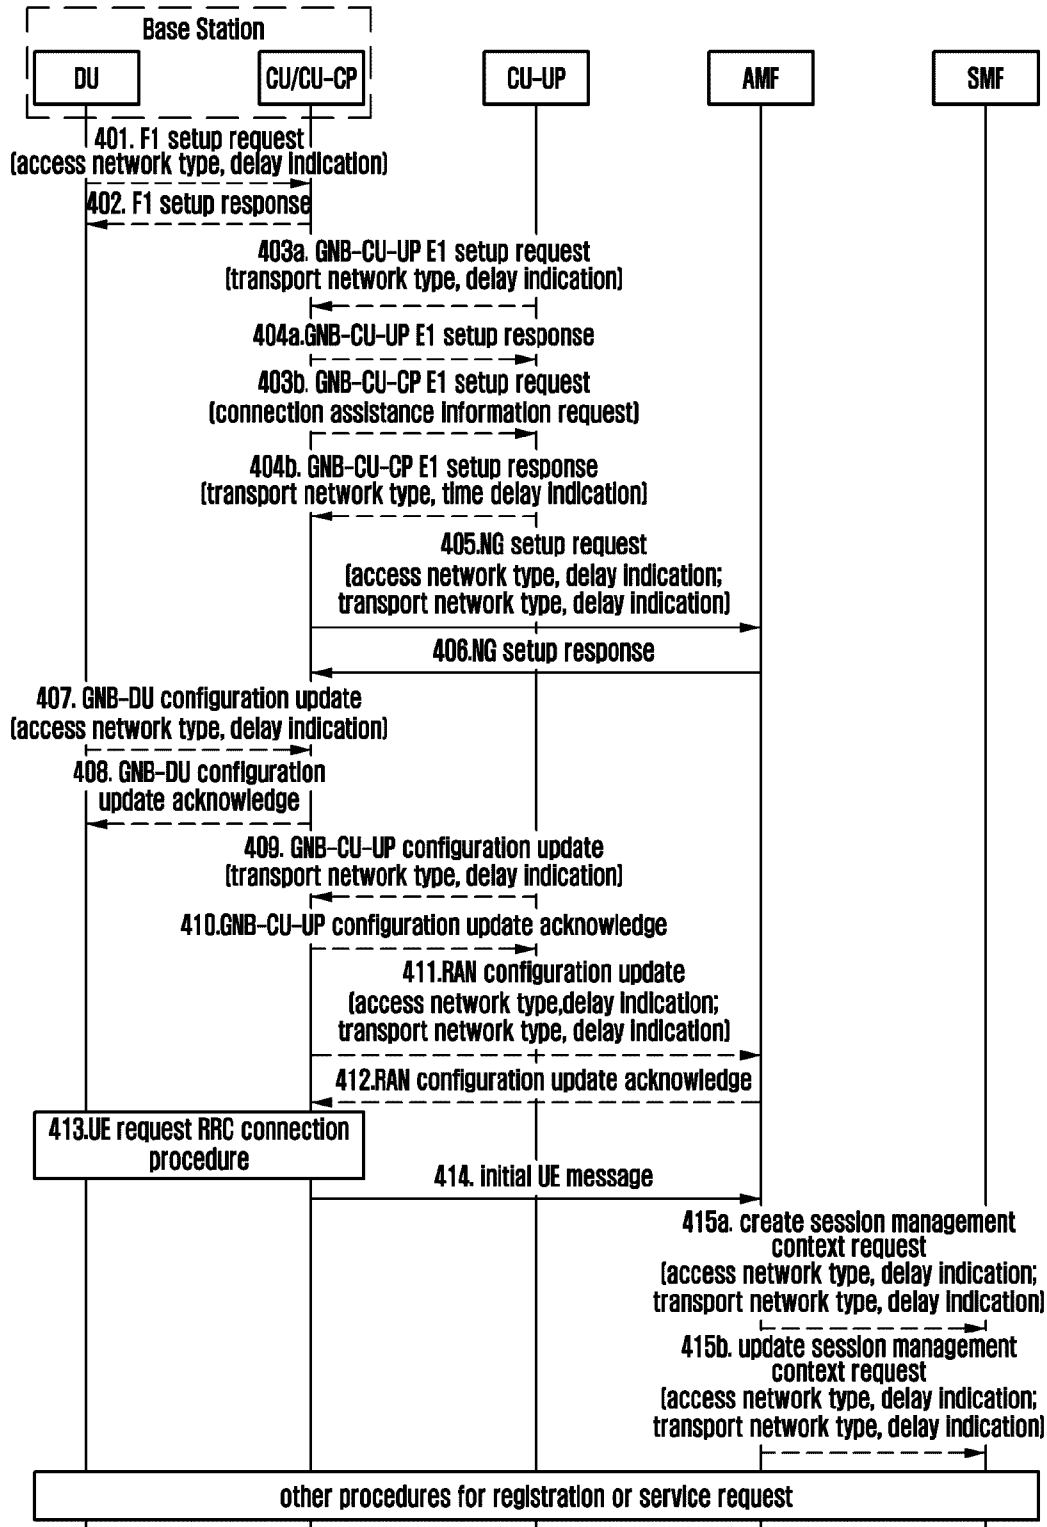 Base Station
DU
CU/CU-CP
CU-UP
AMF
SMF
401. F1 setup request
(access network type, delay indication)
402. F1 setup response
403a. GNB-CU-UP E1 setup request
(transport network type, delay indication)
404a.GNB-CU-UP E1 setup response
403b. GNB-CU-CP E1 setup request
(connection assistance information request)
404b. GNB-CU-CP E1 setup response
(transport network type, time delay indication)
405.NG setup request
(access network type, delay indication;
transport network type, delay indication)
406.NG setup response
407. GNB-DU configuration update
(access network type, delay indication)
408. GNB-DU configuration
update acknowledge
409. GNB-CU-UP configuration update
(transport network type, delay indication)
410.GNB-CU-UP configuration update acknowledge
411.RAN configuration update
(access network type,delay indication;
transport network type, delay indication)
412.RAN configuration update acknowledge
413.UE request RRC connection
procedure
414. initial UE message
415a. create session management
context request
(access network type, delay indication;
transport network type, delay indication)
415b. update session management
context request
(access network type, delay indication;
transport network type, delay indication)
other procedures for registration or service request